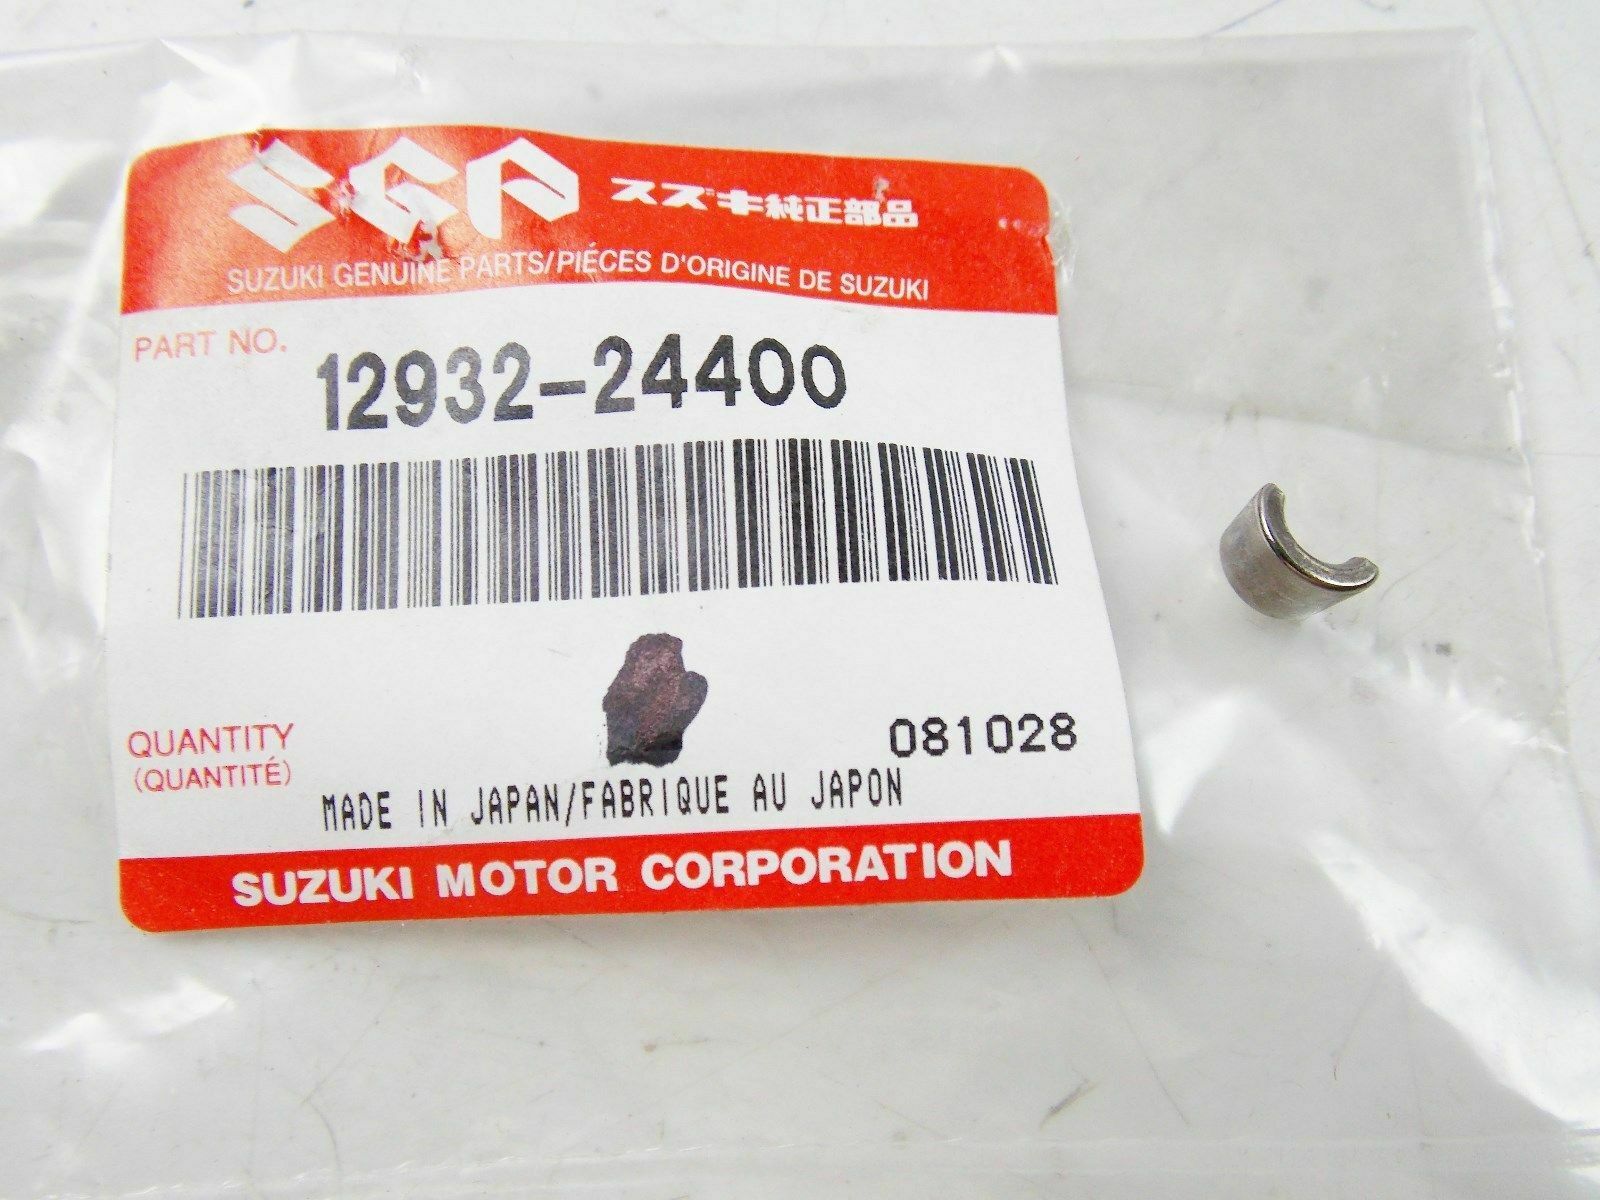 SGP スズキ純正部品
SUZUKI GENUINE PARTS/PIÉCES D'ORIGINE DE SUZUKI
PART NO. 12932-24400
QUANTITY
(QUANTITÉ)
081028
MADE IN JAPAN/FABRIQUE AU JAPON
SUZUKI MOTOR CORPORATION